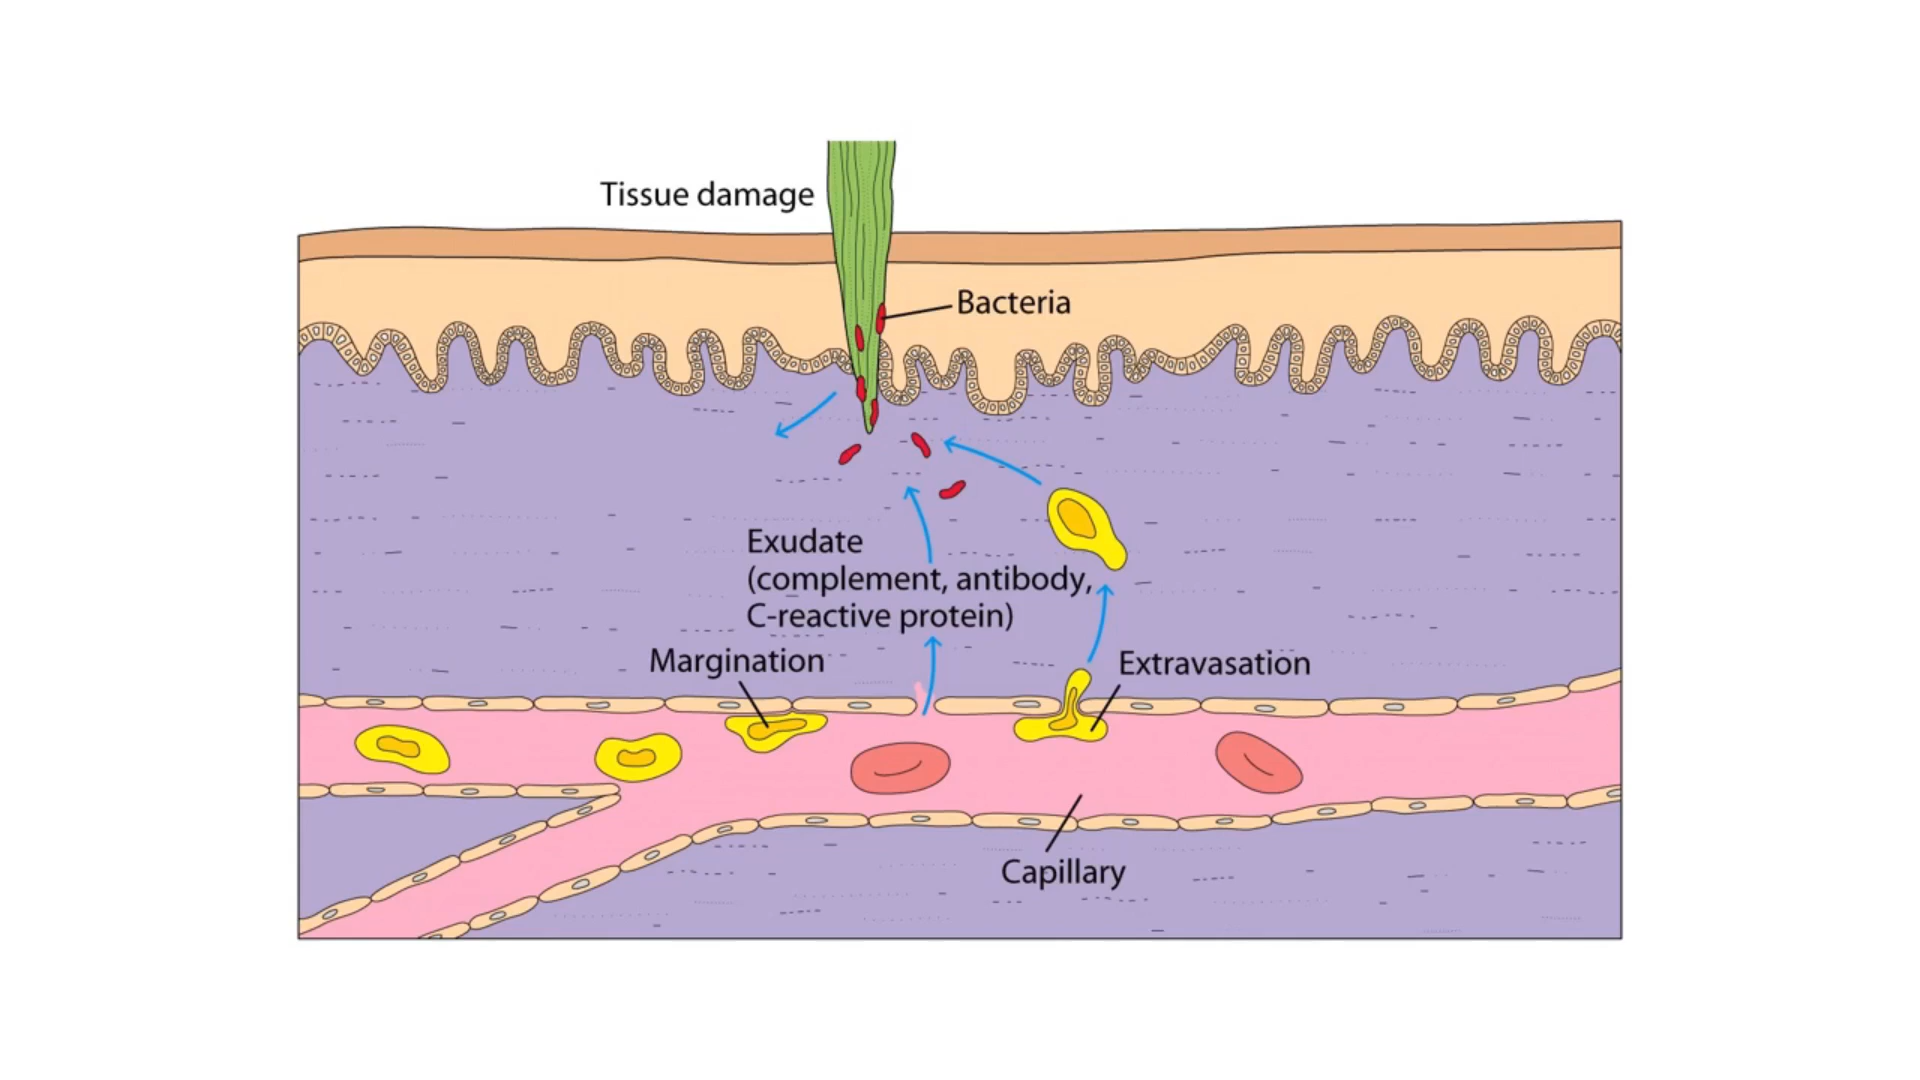 Tissue damage
Bacteria
Exudate
(complement, antibody,
C-reactive protein)
Margination
Extravasation
Capillary